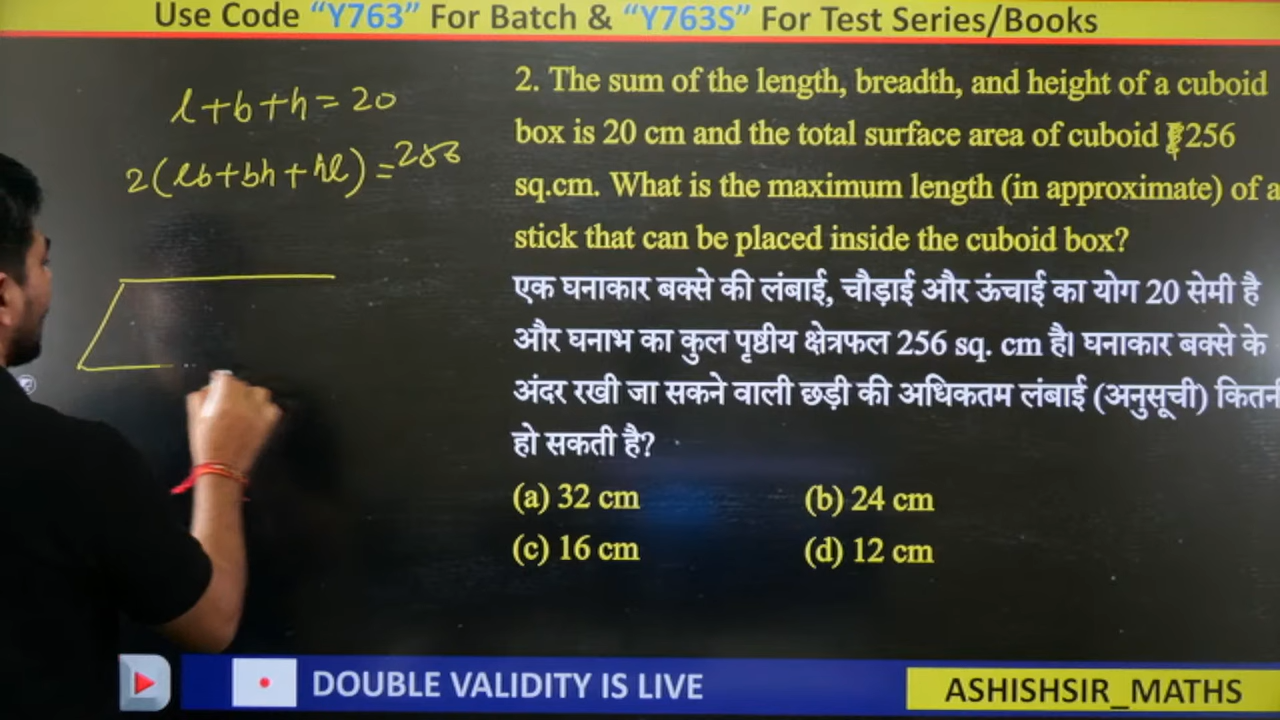 Use Code “Y763” For Batch & “Y763S” For Test Series/Books
l+b+h=20
2(lb+bh+hl)=256
2. The sum of the length, breadth, and height of a cuboid
box is 20 cm and the total surface area of cuboid 256
sq.cm. What is the maximum length (in approximate) of a
stick that can be placed inside the cuboid box?
एक घनाकार बक्से की लंबाई, चौड़ाई और ऊंचाई का योग 20 सेमी है
और घनाभ का कुल पृष्ठीय क्षेत्रफल 256 sq. cm है। घनाकार बक्से के
अंदर रखी जा सकने वाली छड़ी की अधिकतम लंबाई (अनुसूची)
हो सकती है?
(a) 32 cm
(b) 24 cm
(c) 16 cm
(d) 12 cm
DOUBLE VALIDITY IS LIVE
ASHISHSIR_MATHS